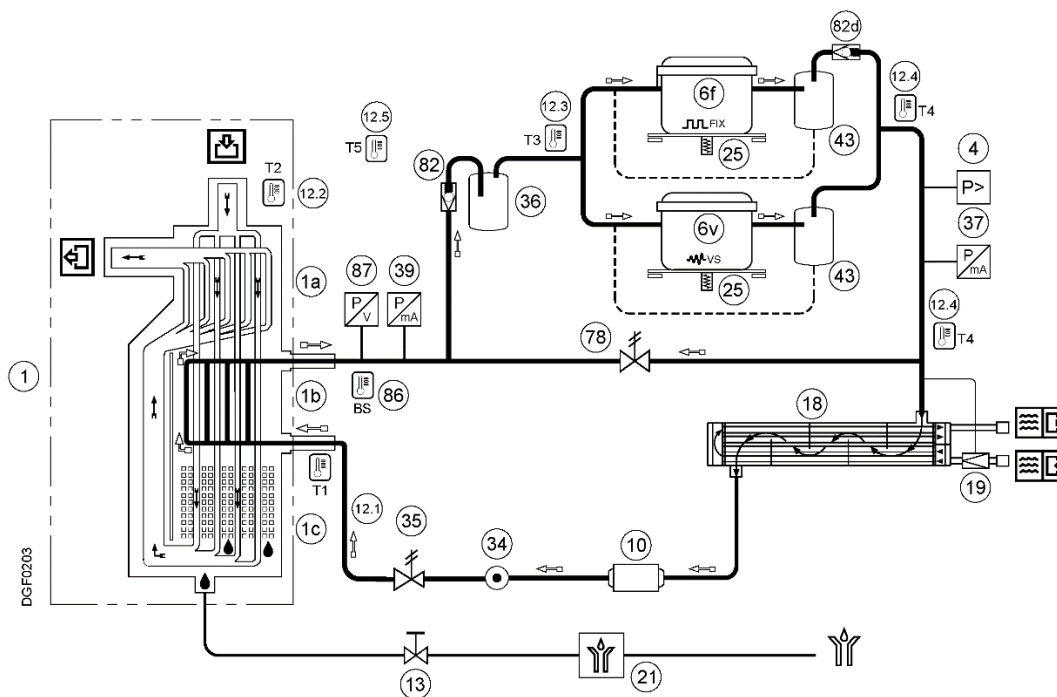 82d
12.4
T4
6f
FIX
25
43
12.3
T3
12.5
T5
82
36
4
P>
37
P/mA
6v
VS
25
43
T2
12.2
1a
87
P/V
39
P/mA
78
12.4
T4
1
1b
BS
86
18
19
T1
12.1
1c
35
34
10
DGF0203
13
21